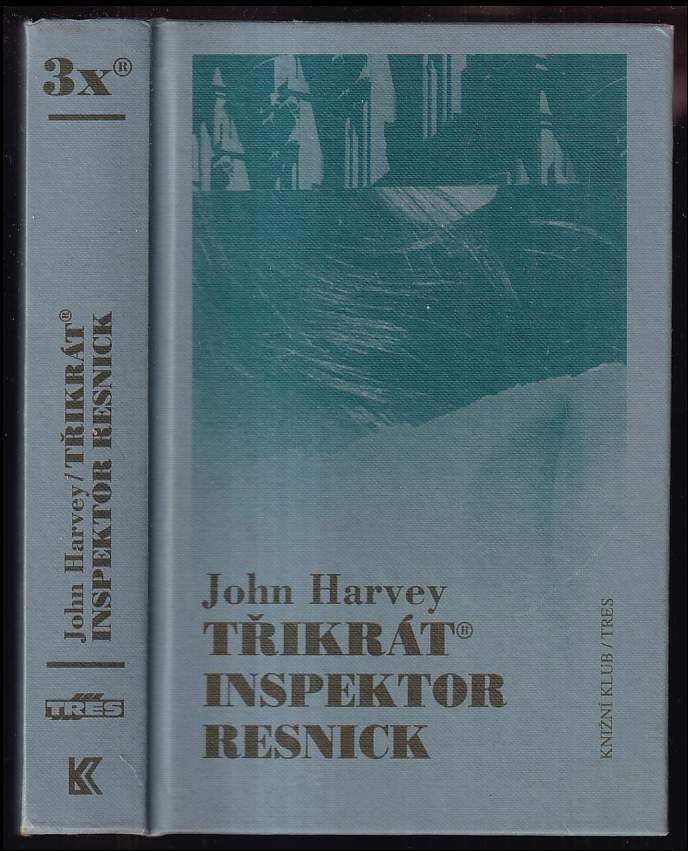 3x®
John Harvey/TŘIKRÁT®
INSPEKTOR RESNICK
TRES
K
John Harvey
TŘIKRÁT®
INSPEKTOR
RESNICK
KNIŽNÍ KLUB / TRES